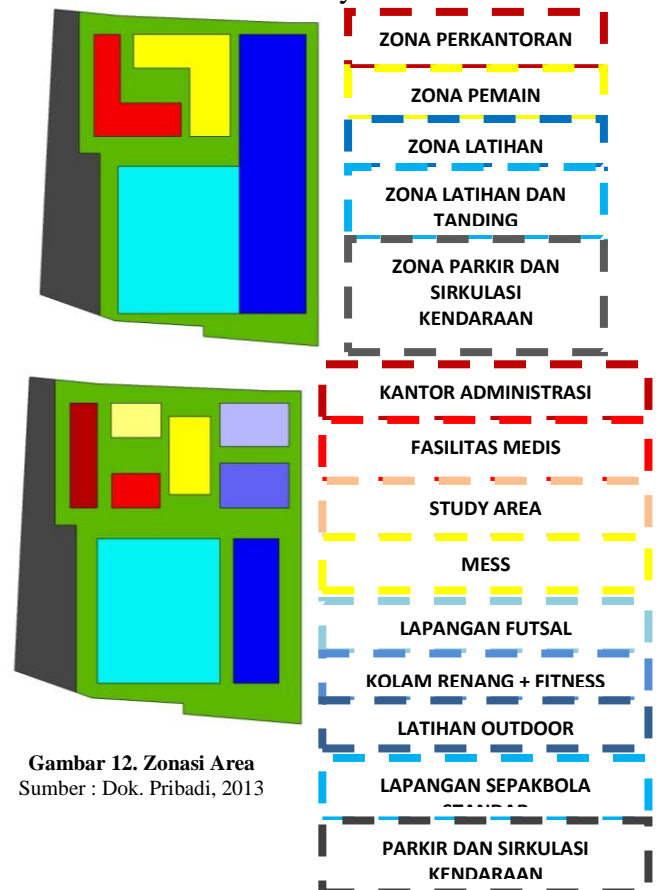 ZONA PERKANTORAN
ZONA PEMAIN
ZONA LATIHAN
ZONA LATIHAN DAN
TANDING
ZONA PARKIR DAN
SIRKULASI
KENDARAAN
KANTOR ADMINISTRASI
FASILITAS MEDIS
STUDY AREA
MESS
LAPANGAN FUTSAL
KOLAM RENANG + FITNESS
LATIHAN OUTDOOR
LAPANGAN SEPAKBOLA
PARKIR DAN SIRKULASI
KENDARAAN
Gambar 12. Zonasi Area
Sumber : Dok. Pribadi, 2013